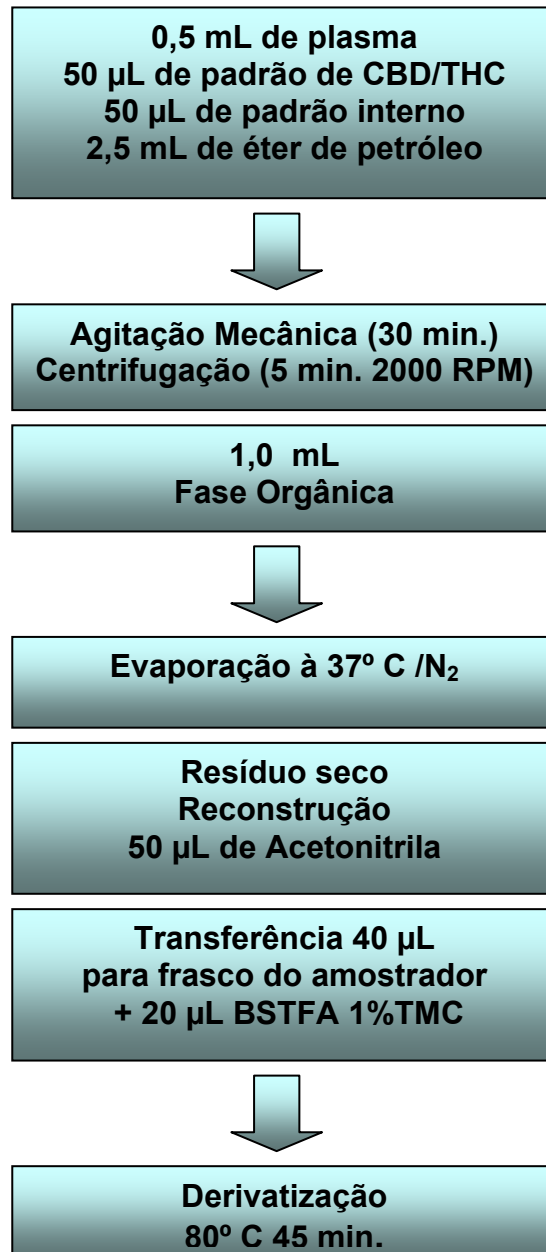 0,5 mL de plasma
50 µL de padrão de CBD/THC
50 µL de padrão interno
2,5 mL de éter de petróleo
Agitação Mecânica (30 min.)
Centrifugação (5 min. 2000 RPM)
1,0 mL
Fase Orgânica
Evaporação à 37º C /N₂
Resíduo seco
Reconstrução
50 µL de Acetonitrila
Transferência 40 µL
para frasco do amostrador
+ 20 µL BSTFA 1%TMC
Derivatização
80º C 45 min.